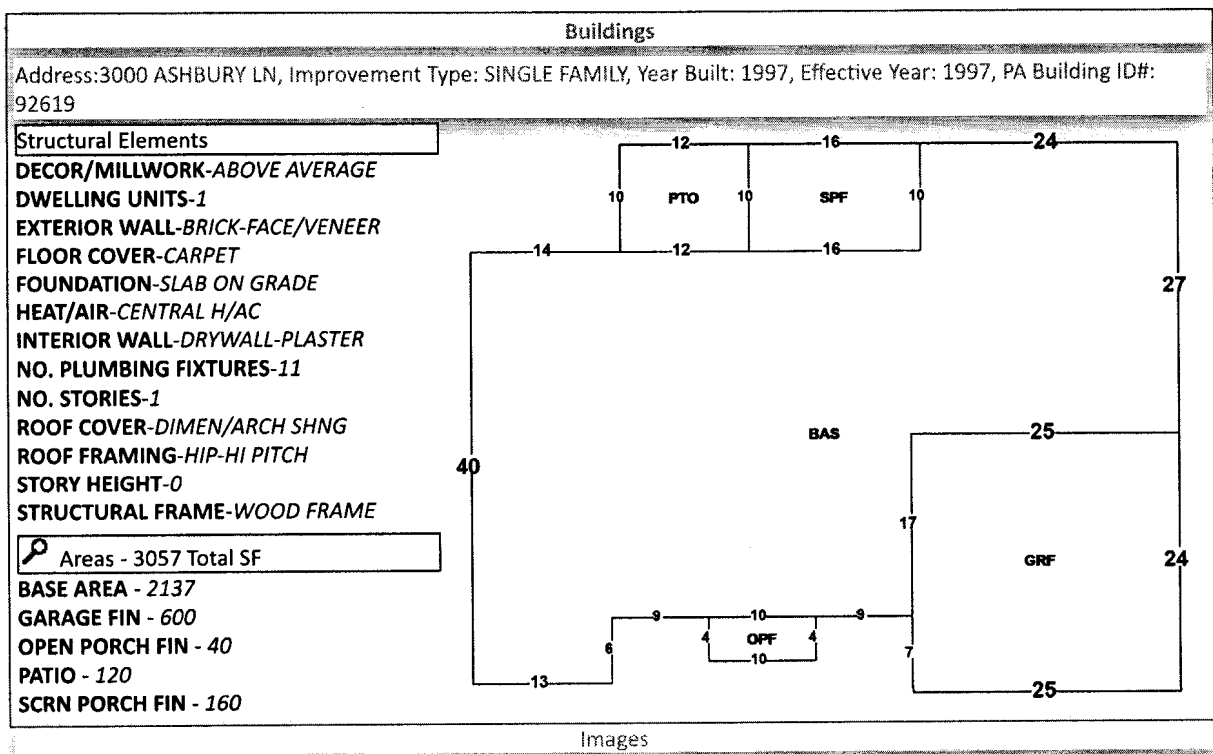 Buildings
Address:3000 ASHBURY LN, Improvement Type: SINGLE FAMILY, Year Built: 1997, Effective Year: 1997, PA Building ID#:
92619
Structural Elements
DECOR/MILLWORK-ABOVE AVERAGE
DWELLING UNITS-1
EXTERIOR WALL-BRICK-FACE/VENEER
FLOOR COVER-CARPET
FOUNDATION-SLAB ON GRADE
HEAT/AIR-CENTRAL H/AC
INTERIOR WALL-DRYWALL-PLASTER
NO. PLUMBING FIXTURES-11
NO. STORIES-1
ROOF COVER-DIMEN/ARCH SHNG
ROOF FRAMING-HIP-HI PITCH
STORY HEIGHT-0
STRUCTURAL FRAME-WOOD FRAME
Areas - 3057 Total SF
BASE AREA - 2137
GARAGE FIN - 600
OPEN PORCH FIN - 40
PATIO - 120
SCRN PORCH FIN - 160
12 16 24
10 PTO 10 SPF 10
14 12 16
27
BAS 25
40
17
GRF 24
9 10 9
6 4 OPF 4 7
10
13 25
Images